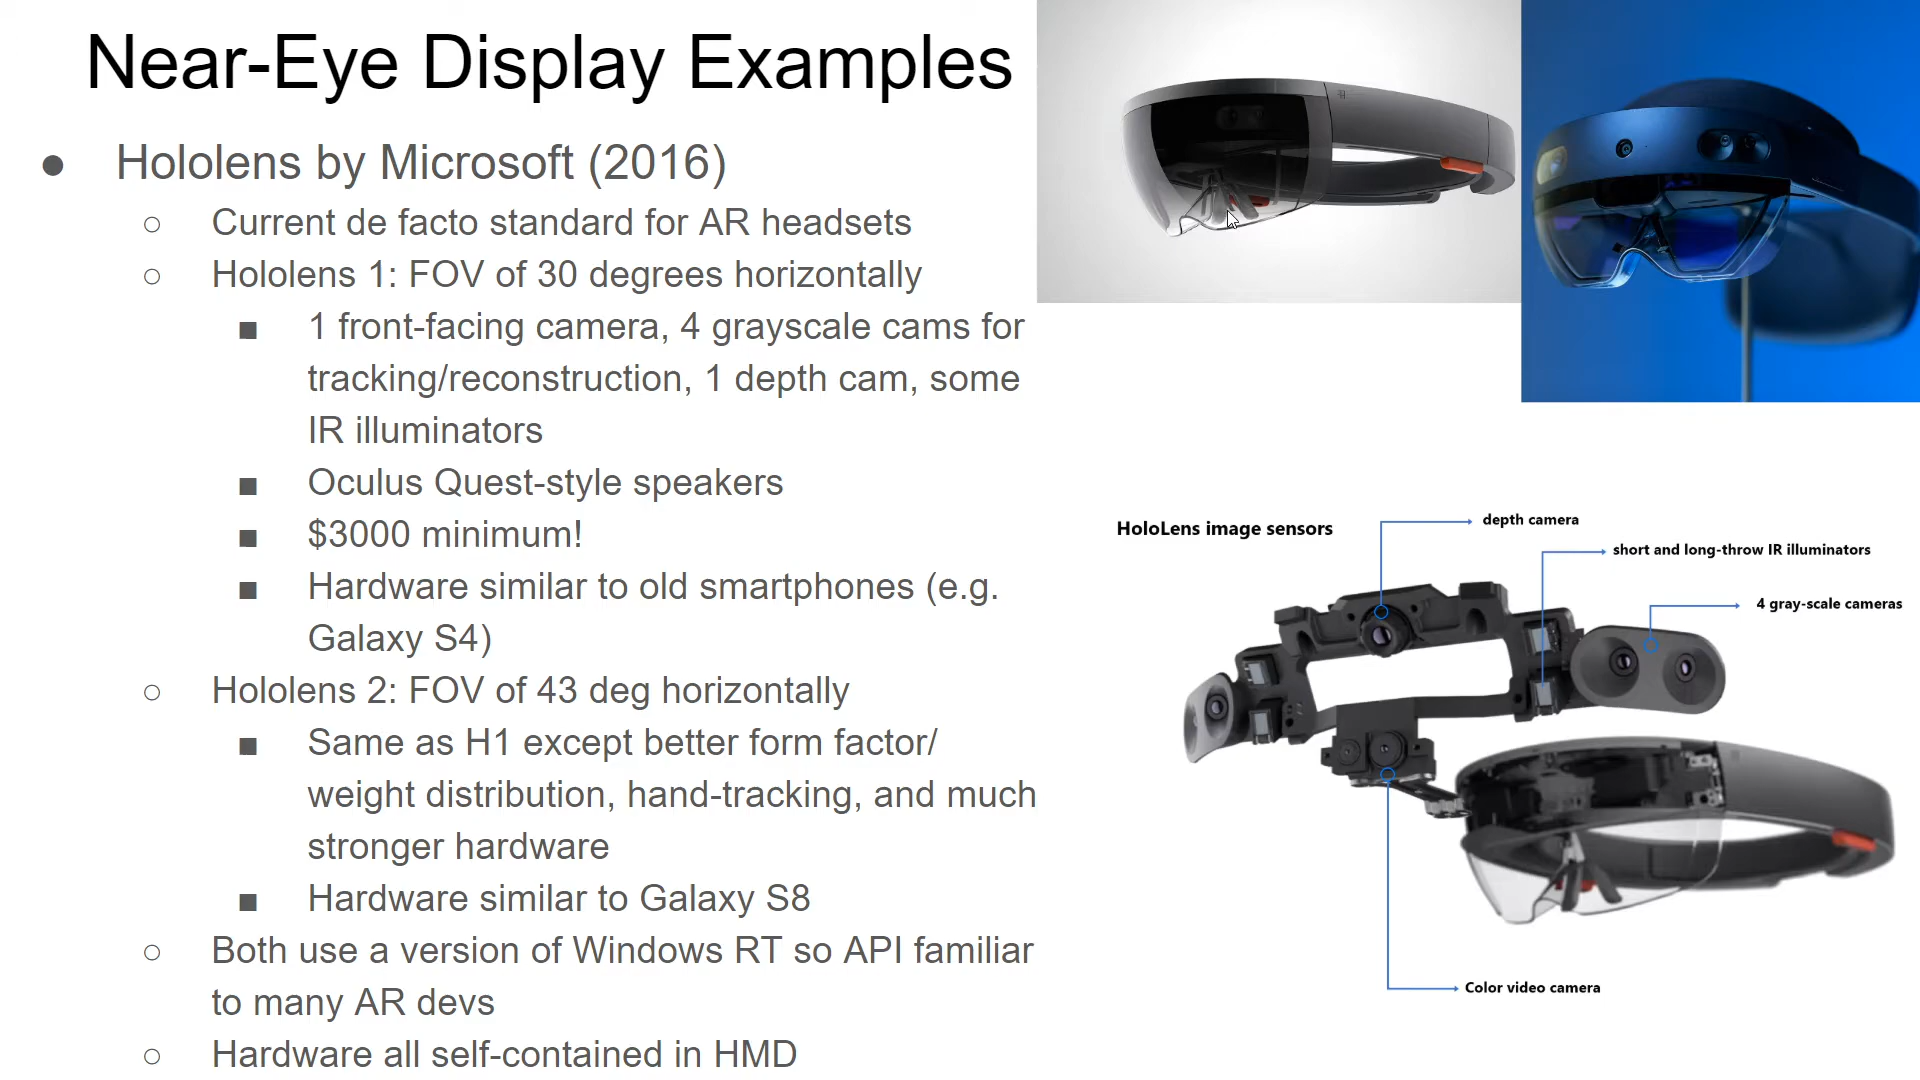 Near-Eye Display Examples
● Hololens by Microsoft (2016)
○ Current de facto standard for AR headsets
○ Hololens 1: FOV of 30 degrees horizontally
■ 1 front-facing camera, 4 grayscale cams for
tracking/reconstruction, 1 depth cam, some
IR illuminators
■ Oculus Quest-style speakers
■ $3000 minimum!
■ Hardware similar to old smartphones (e.g.
Galaxy S4)
○ Hololens 2: FOV of 43 deg horizontally
■ Same as H1 except better form factor/
weight distribution, hand-tracking, and much
stronger hardware
■ Hardware similar to Galaxy S8
○ Both use a version of Windows RT so API familiar
to many AR devs
○ Hardware all self-contained in HMD
HoloLens image sensors
depth camera
short and long-throw IR illuminators
4 gray-scale cameras
Color video camera